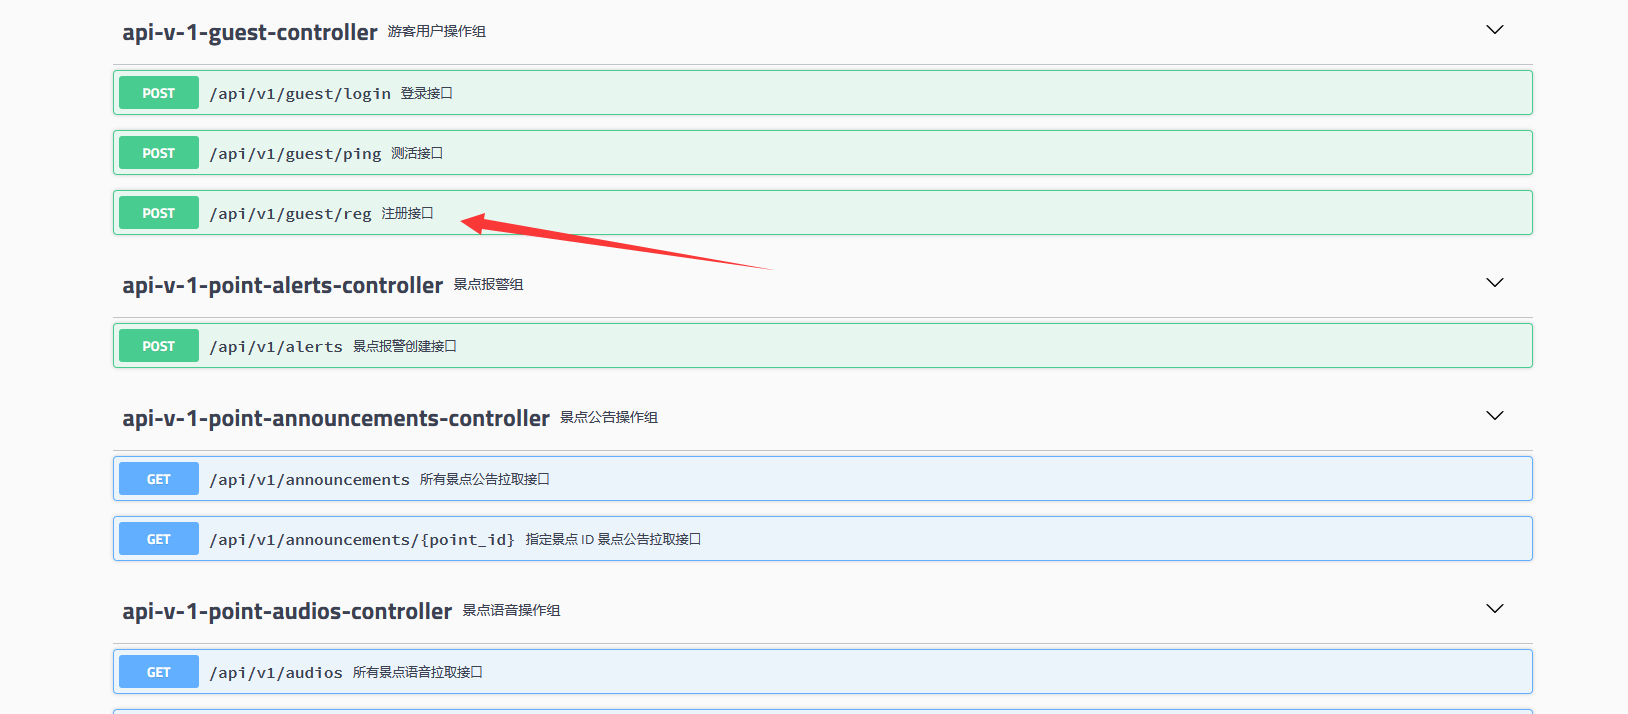 api-v-1-guest-controller 游客用户操作组
POST /api/v1/guest/login 登录接口
POST /api/v1/guest/ping 测活接口
POST /api/v1/guest/reg 注册接口
api-v-1-point-alerts-controller 景点报警组
POST /api/v1/alerts 景点报警创建接口
api-v-1-point-announcements-controller 景点公告操作组
GET /api/v1/announcements 所有景点公告拉取接口
GET /api/v1/announcements/{point_id} 指定景点 ID 景点公告拉取接口
api-v-1-point-audios-controller 景点语音操作组
GET /api/v1/audios 所有景点语音拉取接口